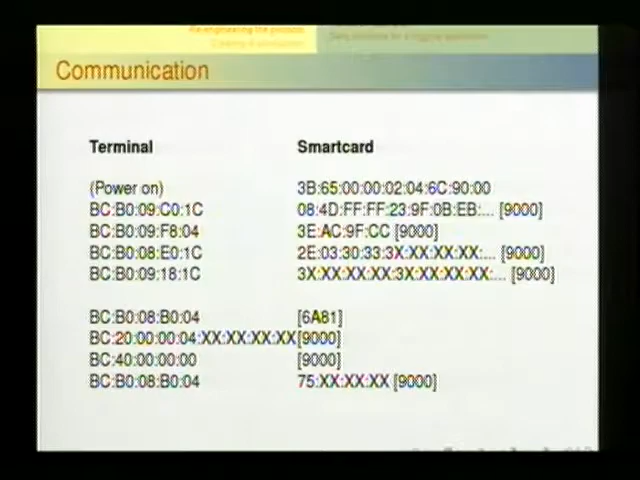 Communication
Terminal Smartcard
(Power on) 3B:65:00:00:02:04:6C:90:00
BC:B0:09:C0:1C 08:4D:FF:FF:23:9F:0B:EB:... [9000]
BC:B0:09:F8:04 3E:AC:9F:CC [9000]
BC:B0:08:E0:1C 2E:03:30:33:3X:XX:XX:XX:... [9000]
BC:B0:09:18:1C 3X:XX:XX:XX:3X:XX:XX:XX:... [9000]
BC:B0:08:B0:04 [6A81]
BC:20:00:00:04:XX:XX:XX:XX [9000]
BC:40:00:00:00 [9000]
BC:B0:08:B0:04 75:XX:XX:XX [9000]